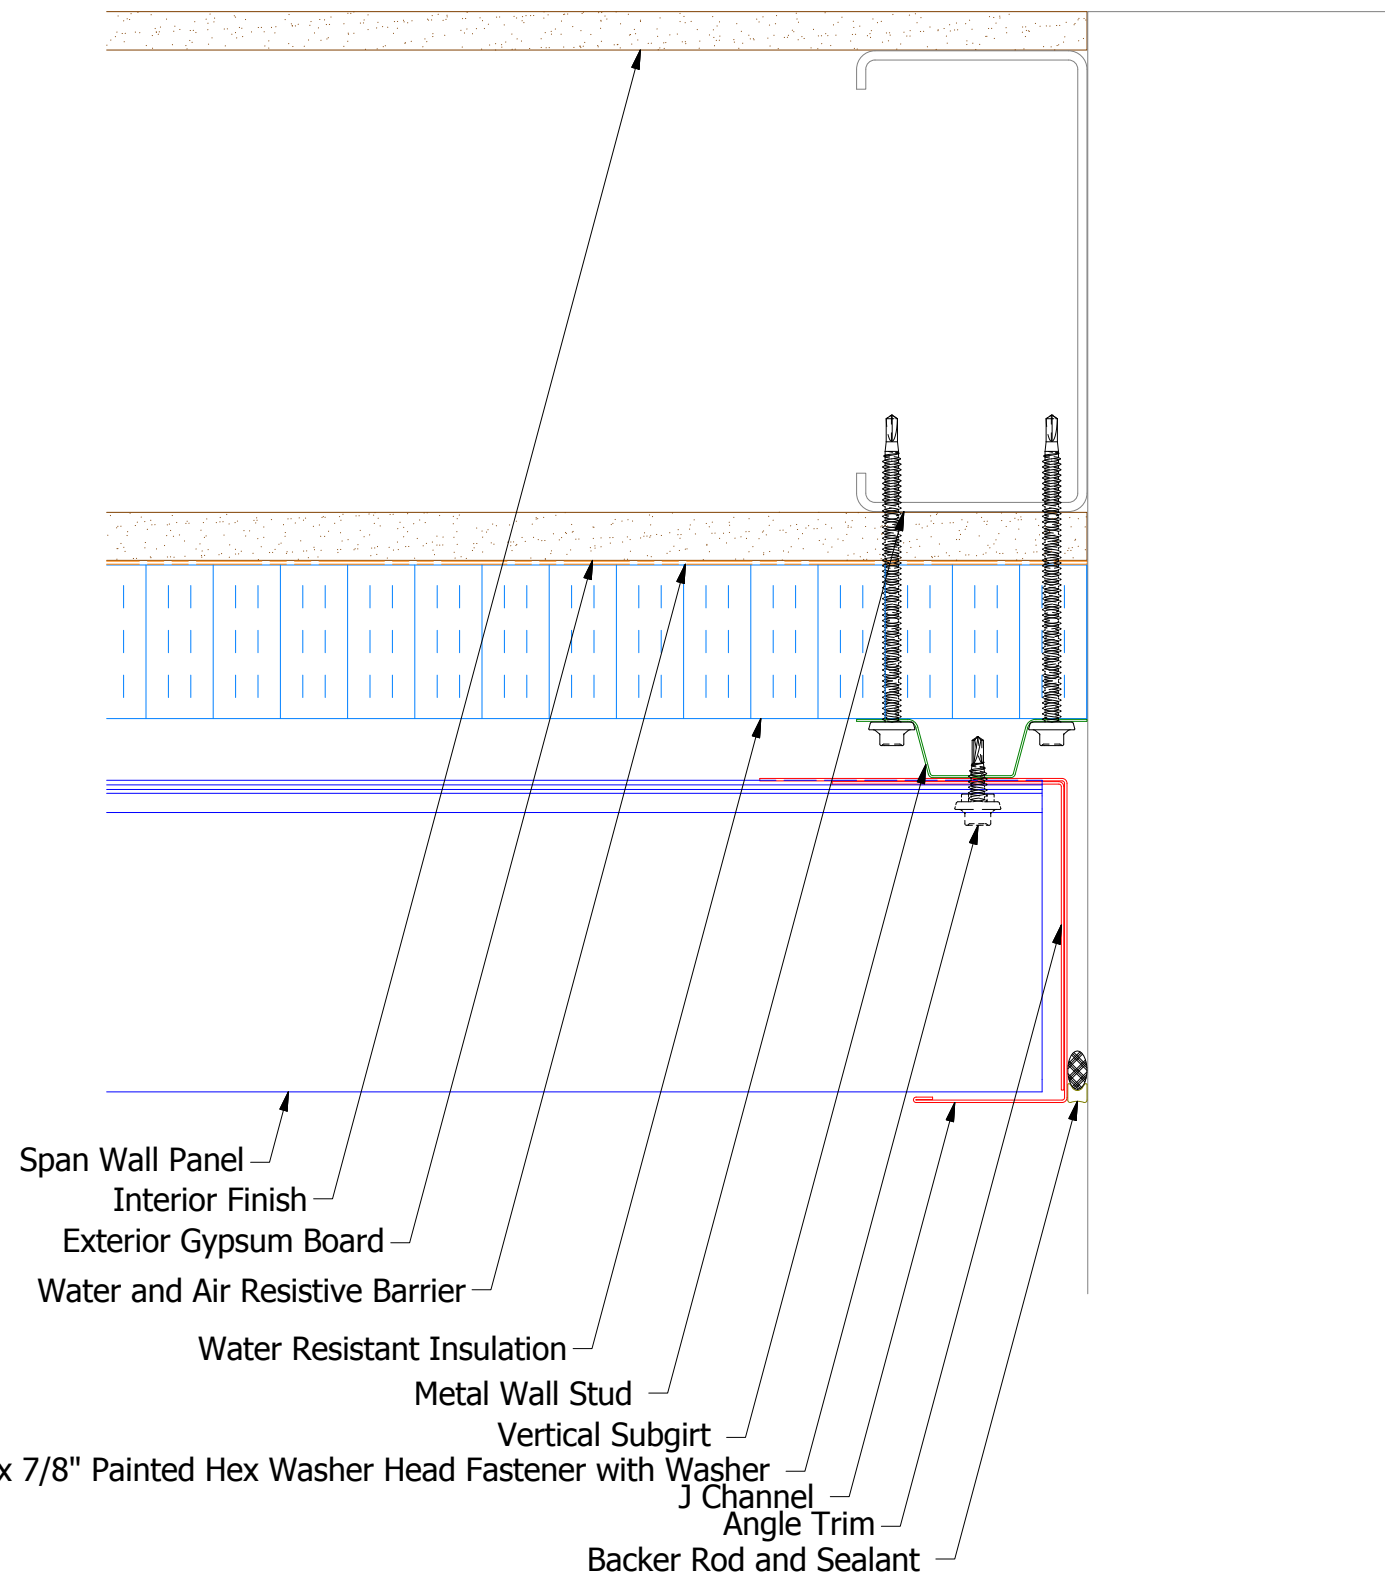 Span Wall Panel
Interior Finish
Exterior Gypsum Board
Water and Air Resistive Barrier
Water Resistant Insulation
Metal Wall Stud
Vertical Subgirt
x 7/8" Painted Hex Washer Head Fastener with Washer
J Channel
Angle Trim
Backer Rod and Sealant